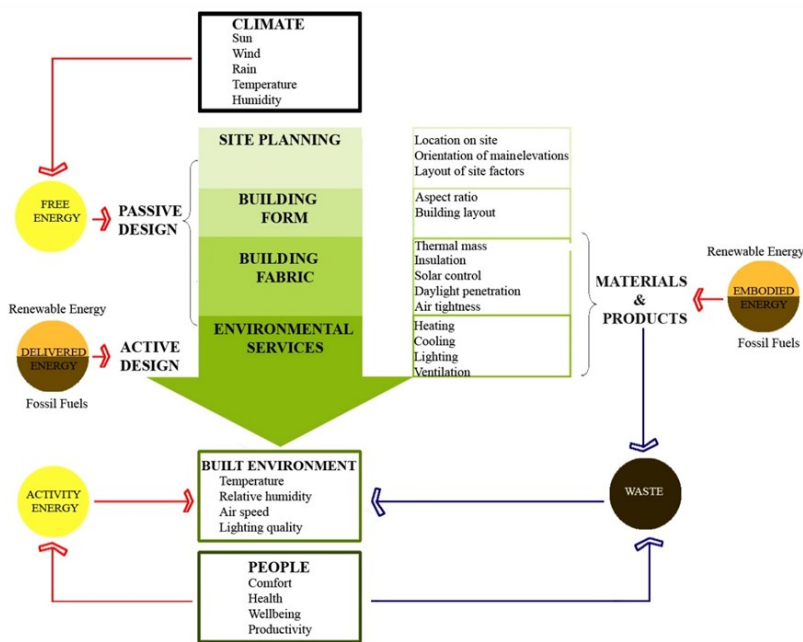 CLIMATE
Sun
Wind
Rain
Temperature
Humidity
SITE PLANNING
Location on site
Orientation of mainelevations
Layout of site factors
FREE
ENERGY
PASSIVE
DESIGN
BUILDING
FORM
Aspect ratio
Building layout
BUILDING
FABRIC
Thermal mass
Insulation
Solar control
Daylight penetration
Air tightness
MATERIALS
&
PRODUCTS
Renewable Energy
EMBODIED
ENERGY
Fossil Fuels
Renewable Energy
DELIVERED
ENERGY
Fossil Fuels
ACTIVE
DESIGN
ENVIRONMENTAL
SERVICES
Heating
Cooling
Lighting
Ventilation
BUILT ENVIRONMENT
Temperature
Relative humidity
Air speed
Lighting quality
ACTIVITY
ENERGY
WASTE
PEOPLE
Comfort
Health
Wellbeing
Productivity